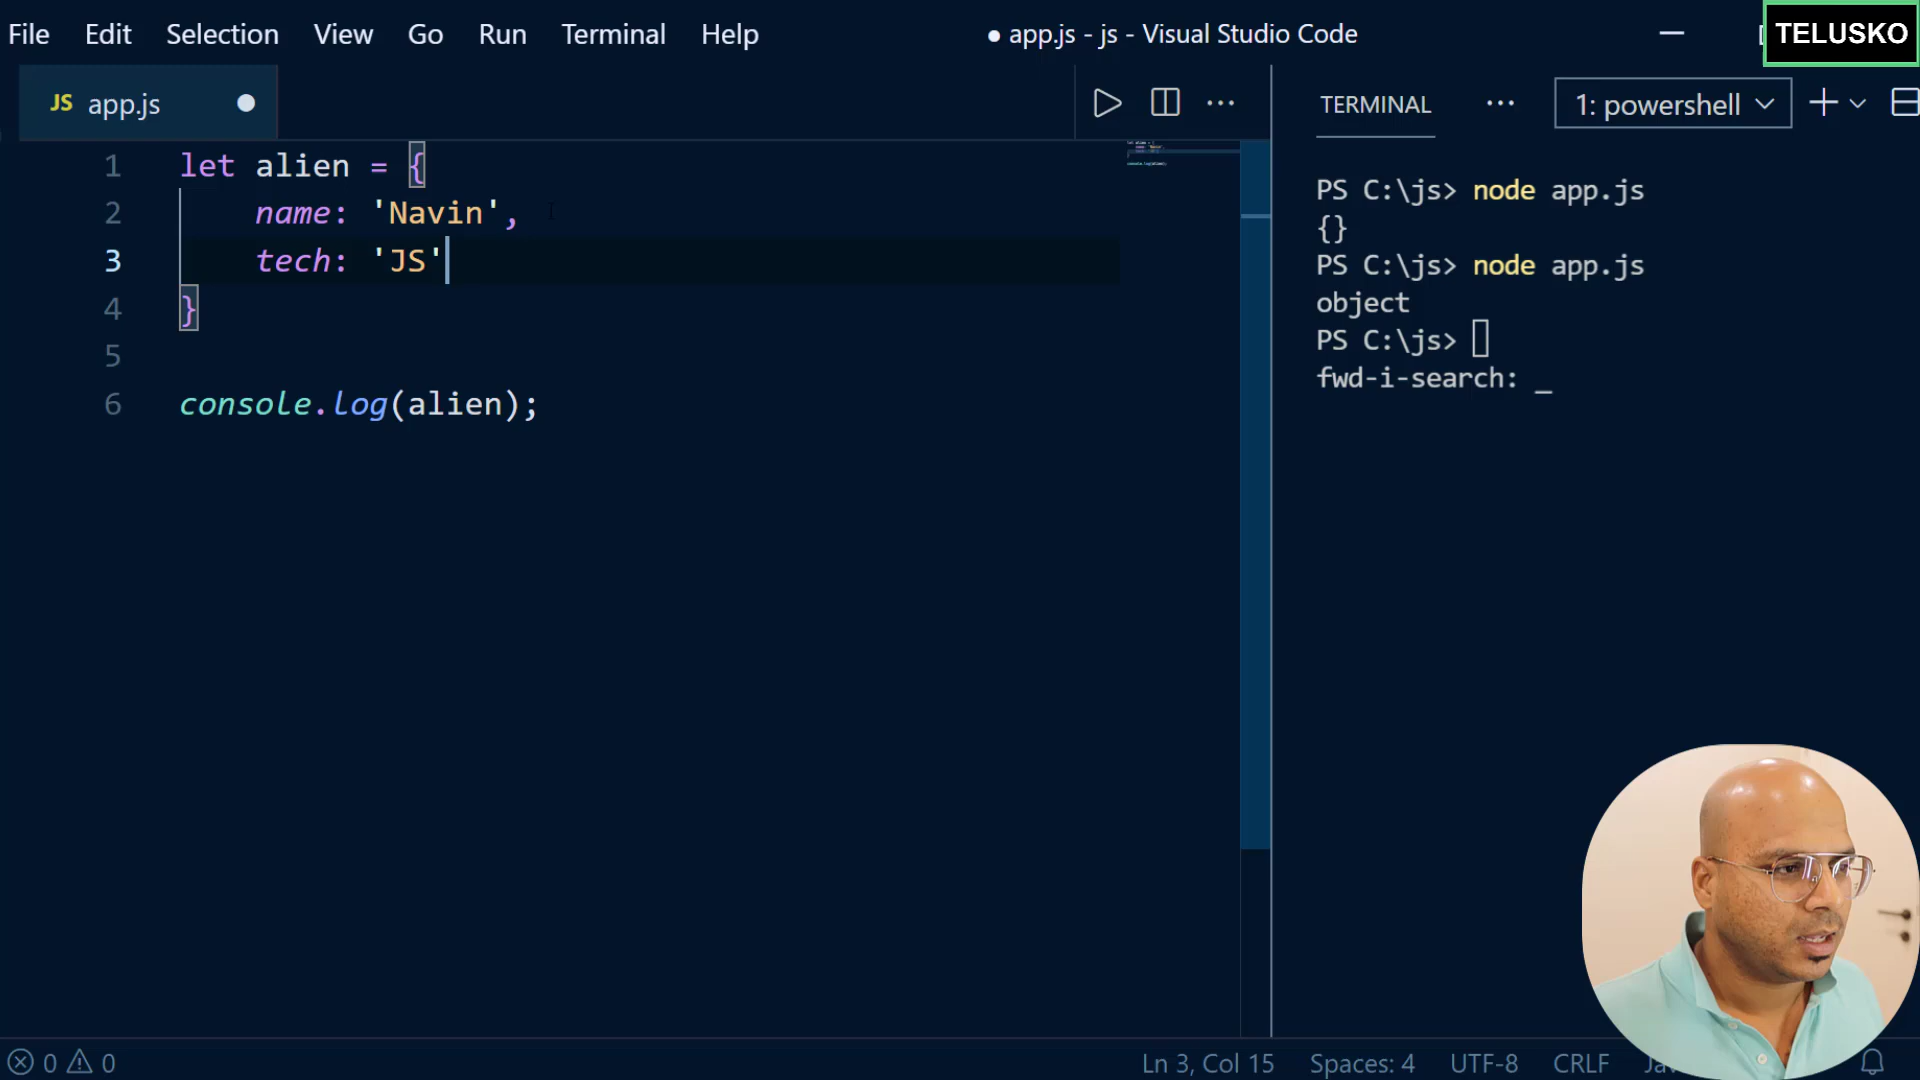 File Edit Selection View Go Run Terminal Help
● app.js - js - Visual Studio Code
TELUSKO
JS app.js
TERMINAL
1: powershell
1 let alien = {
2 name: 'Navin',
3 tech: 'JS'
4 }
5
6 console.log(alien);
PS C:\js> node app.js
{}
PS C:\js> node app.js
object
PS C:\js>
fwd-i-search: _
0 0
Ln 3, Col 15 Spaces: 4 UTF-8 CRLF